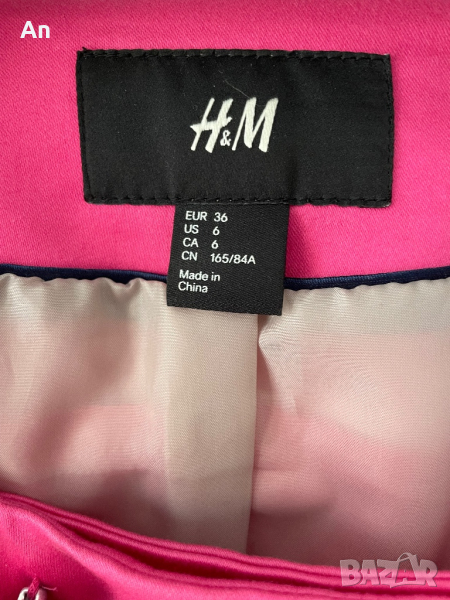 An
H&M
EUR 36
US 6
CA 6
CN 165/84A
Made in
China
BAZAR